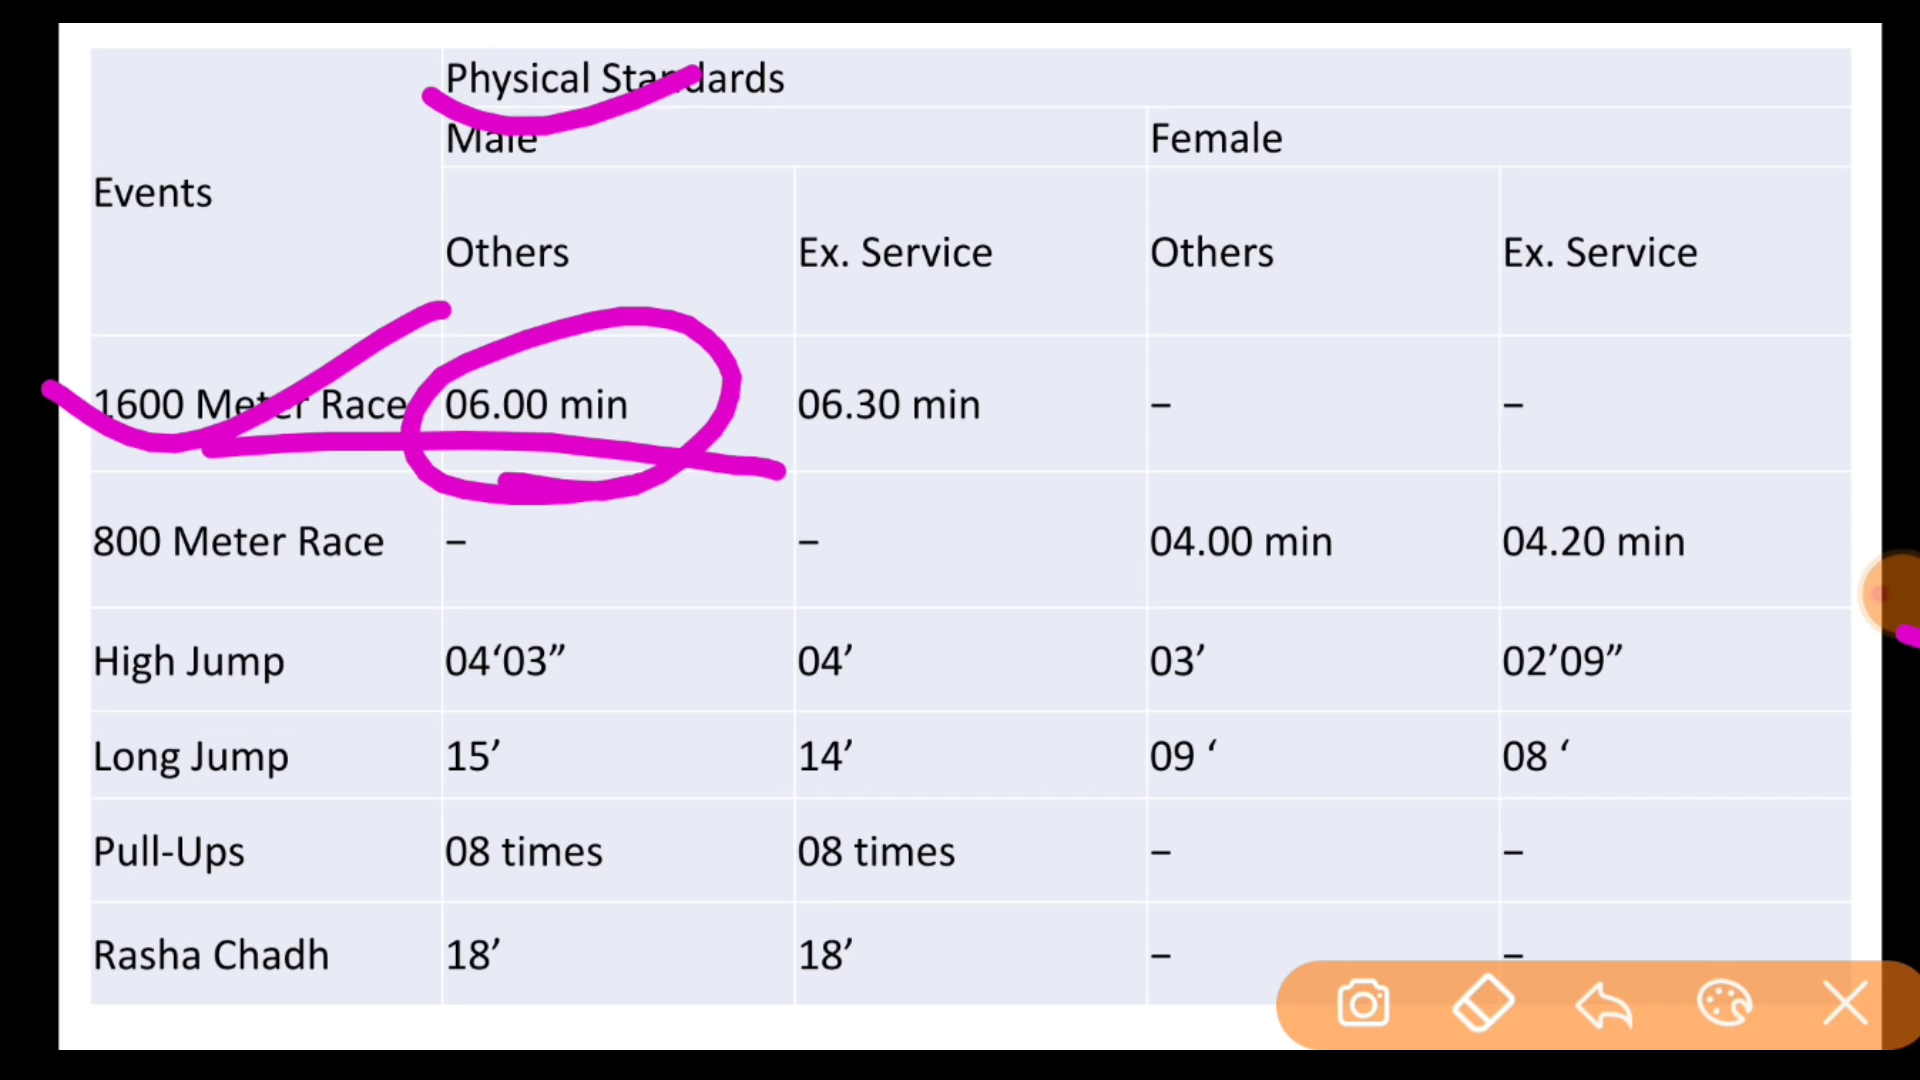 Physical Standards
Male Female
Events
Others Ex. Service Others Ex. Service
1600 Meter Race 06.00 min 06.30 min – –
800 Meter Race – – 04.00 min 04.20 min
High Jump 04‘03” 04’ 03’ 02’09”
Long Jump 15’ 14’ 09 ‘ 08 ‘
Pull-Ups 08 times 08 times – –
Rasha Chadh 18’ 18’ – –